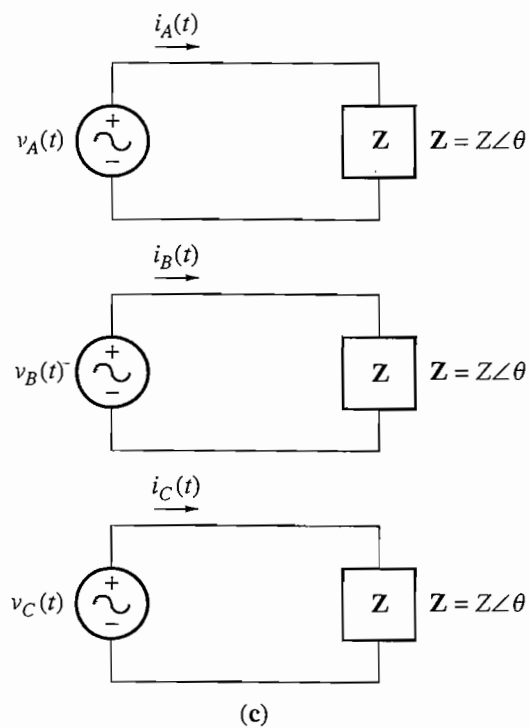 i_A(t)
+
v_A(t)
−
Z Z = Z∠θ
i_B(t)
+
v_B(t)
−
Z Z = Z∠θ
i_C(t)
+
v_C(t)
−
Z Z = Z∠θ
(c)